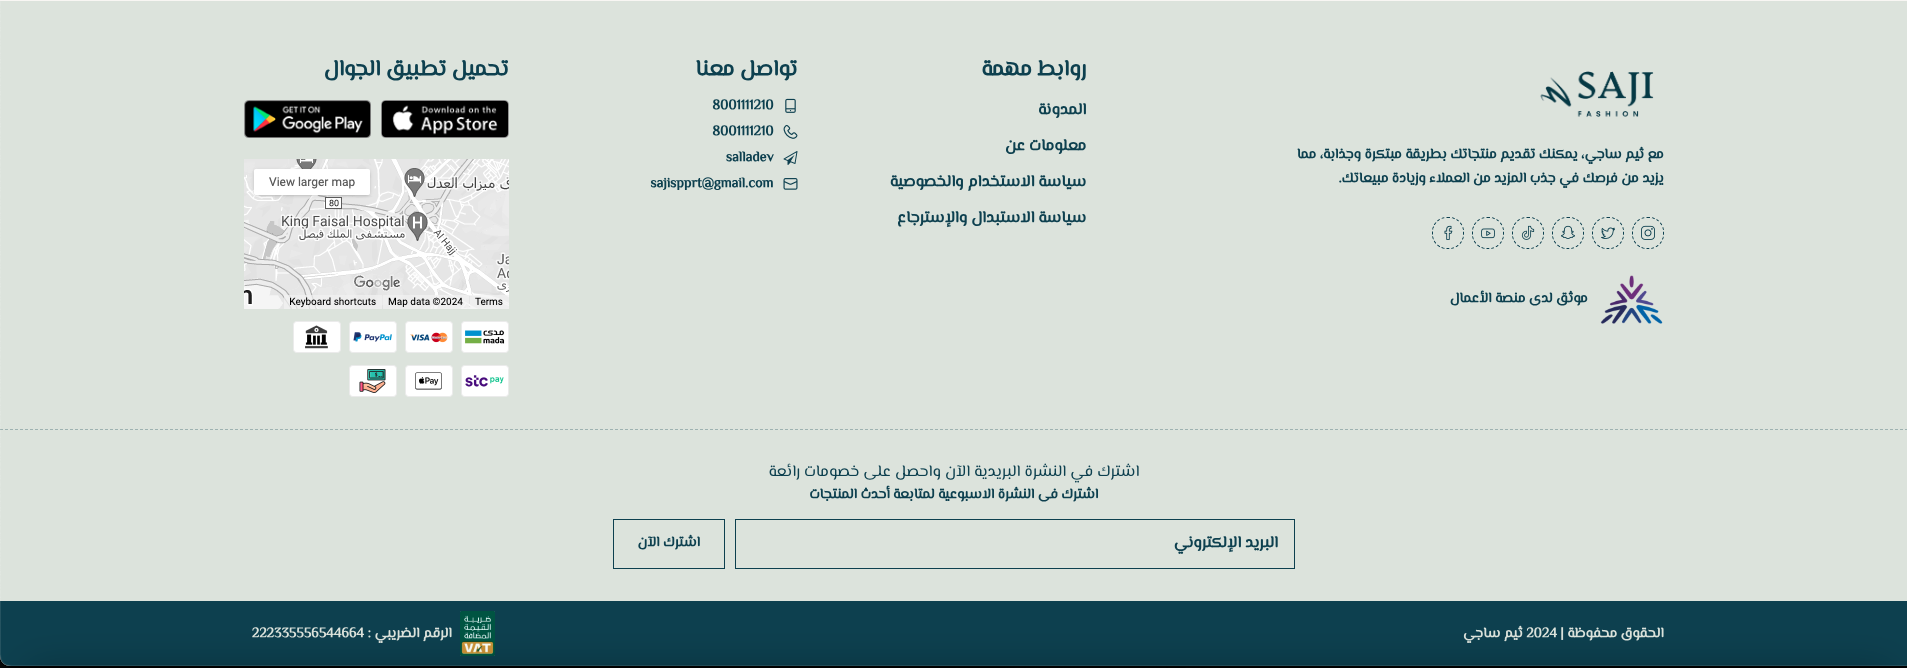 SAJI
FASHION
مع ثيم ساجي، يمكنك تقديم منتجاتك بطريقة مبتكرة وجذابة، مما
يزيد من فرصك في جذب المزيد من العملاء وزيادة مبيعاتك.
موثق لدى منصة الأعمال
روابط مهمة
المدونة
معلومات عن
سياسة الاستخدام والخصوصية
سياسة الاستبدال والإسترجاع
تواصل معنا
8001111210
8001111210
salladev
sajispprt@gmail.com
تحميل تطبيق الجوال
Download on the
App Store
GET IT ON
Google Play
View larger map
ى ميزاب العدل
80
King Faisal Hospital
مستشفى الملك فيصل
H
Al Hajj
Google
Keyboard shortcuts
Map data ©2024
Terms
مدى
mada
VISA
PayPal
stc pay
Pay
اشترك في النشرة البريدية الآن واحصل على خصومات رائعة
اشترك فى النشرة الاسبوعية لمتابعة أحدث المنتجات
البريد الإلكتروني
اشترك الآن
الحقوق محفوظة | 2024 ثيم ساجي
ضريبة
القيمة
المضافة
VAT
الرقم الضريبي : 222335556544664